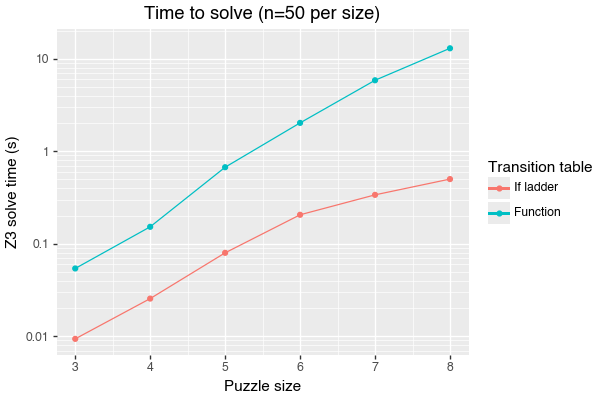 Time to solve (n=50 per size)
Z3 solve time (s)
10
1
0.1
0.01
3 4 5 6 7 8
Puzzle size
Transition table
If ladder
Function